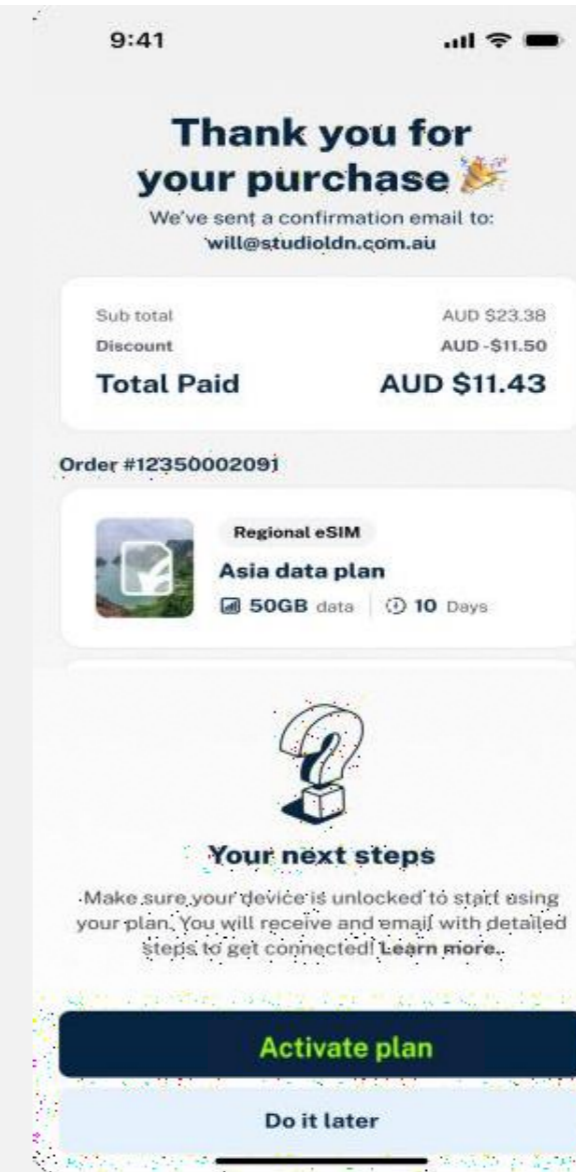 9:41
Thank you for
your purchase 🎉
We've sent a confirmation email to:
will@studioldn.com.au
Sub total AUD $23.38
Discount AUD -$11.50
Total Paid AUD $11.43
Order #12350002091
Regional eSIM
Asia data plan
50GB data 10 Days
Your next steps
Make sure your device is unlocked to start using
your plan. You will receive and email with detailed
steps to get connected! Learn more.
Activate plan
Do it later